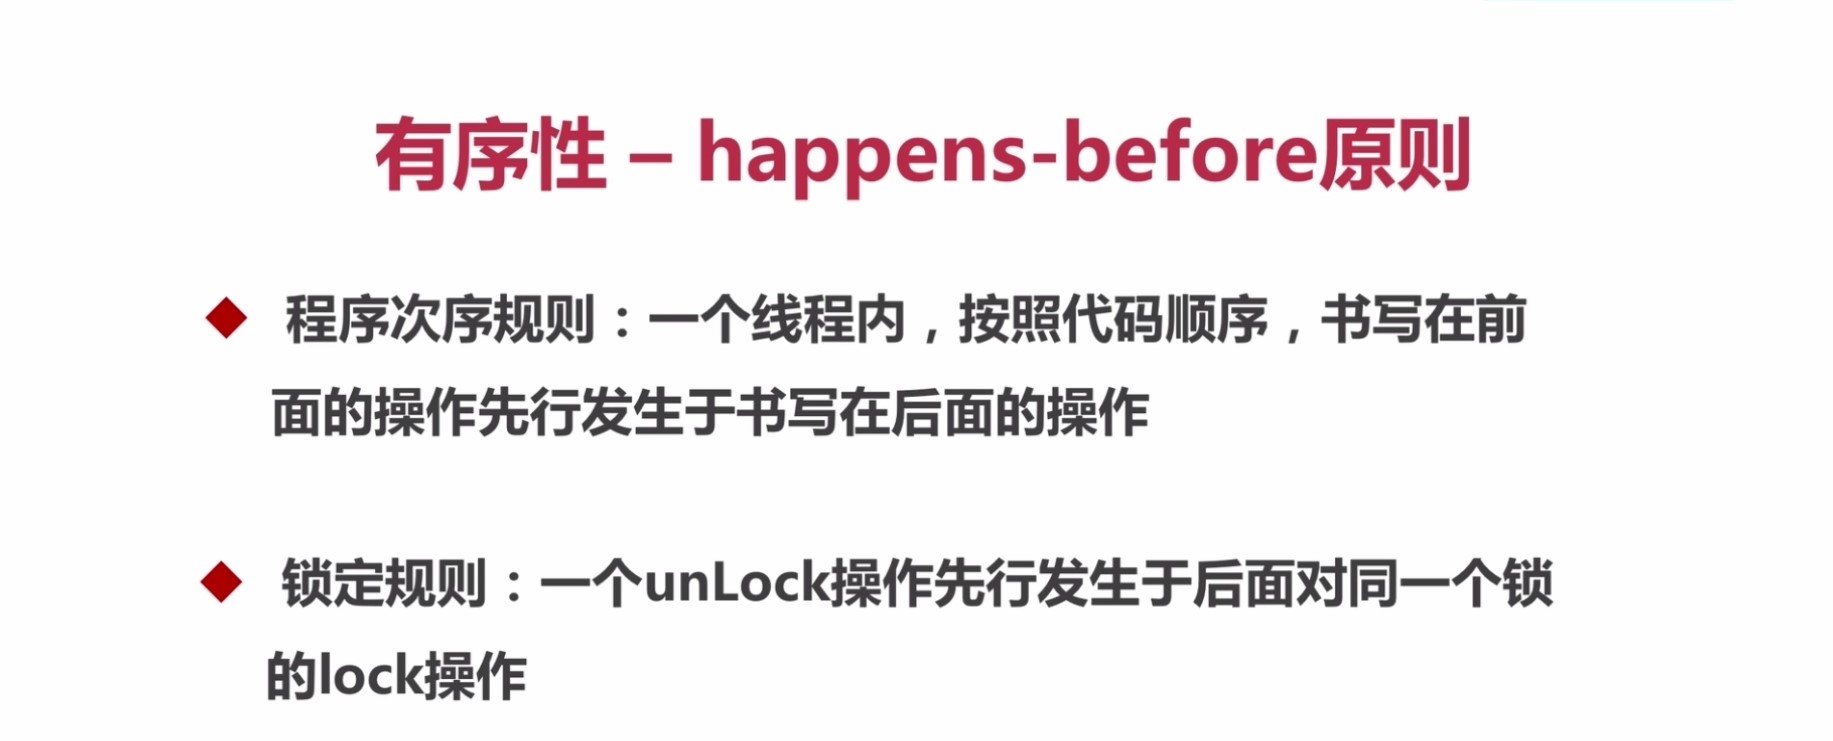 有序性 – happens-before原则
程序次序规则：一个线程内，按照代码顺序，书写在前
面的操作先行发生于书写在后面的操作
锁定规则：一个unLock操作先行发生于后面对同一个锁
的lock操作